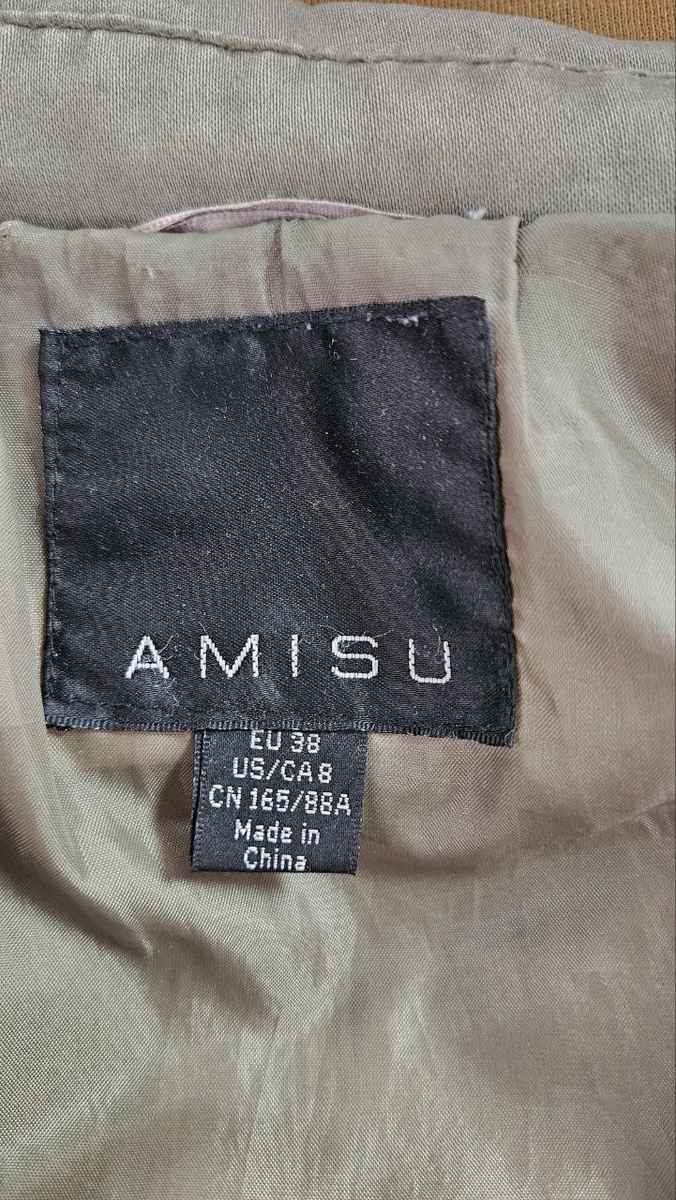 AMISU
EU 38
US/CA 8
CN 165/88A
Made in
China